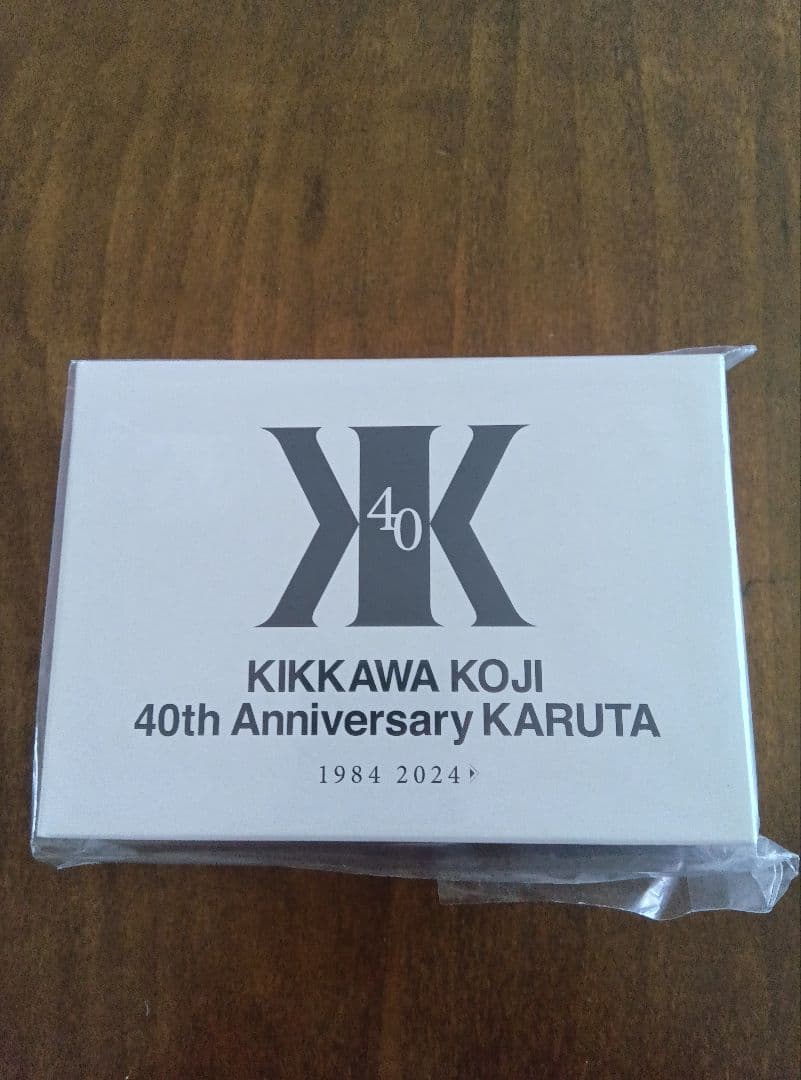 40
KIKKAWA KOJI
40th Anniversary KARUTA
1984 2024